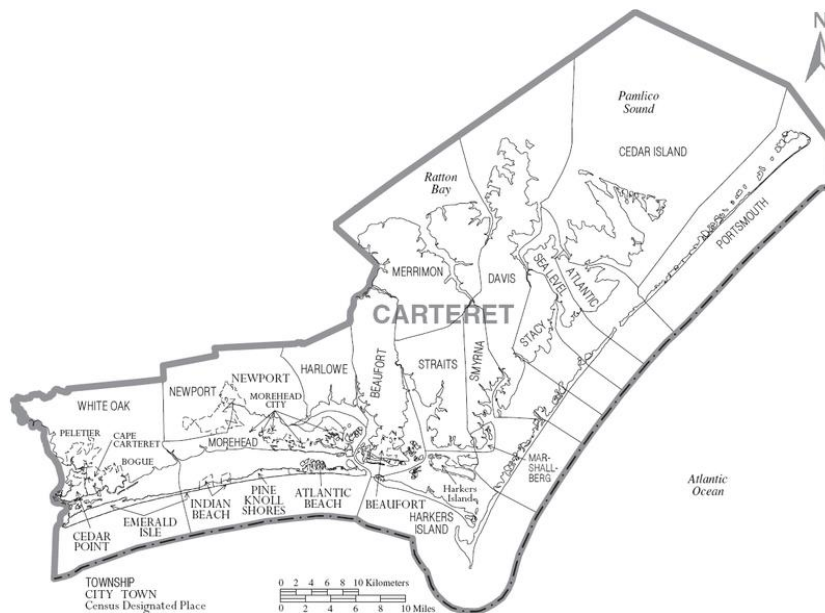 N
Pamlico
Sound
CEDAR ISLAND
Ratton
Bay
PORTSMOUTH
MERRIMON
DAVIS
SEA LEVEL
ATLANTIC
CARTERET
STACY
HARLOWE
BEAUFORT
STRAITS
SMYRNA
NEWPORT
NEWPORT
MOREHEAD
CITY
WHITE OAK
PELETIER
CAPE
CARTERET
BOGUE
MOREHEAD
MAR-
SHALL-
BERG
Atlantic
Ocean
Harkers
Island
HARKERS
ISLAND
BEAUFORT
ATLANTIC
BEACH
PINE
KNOLL
SHORES
INDIAN
BEACH
EMERALD
ISLE
CEDAR
POINT
TOWNSHIP
CITY TOWN
Census Designated Place
0 2 4 6 8 10 Kilometers
0 2 4 6 8 10 Miles